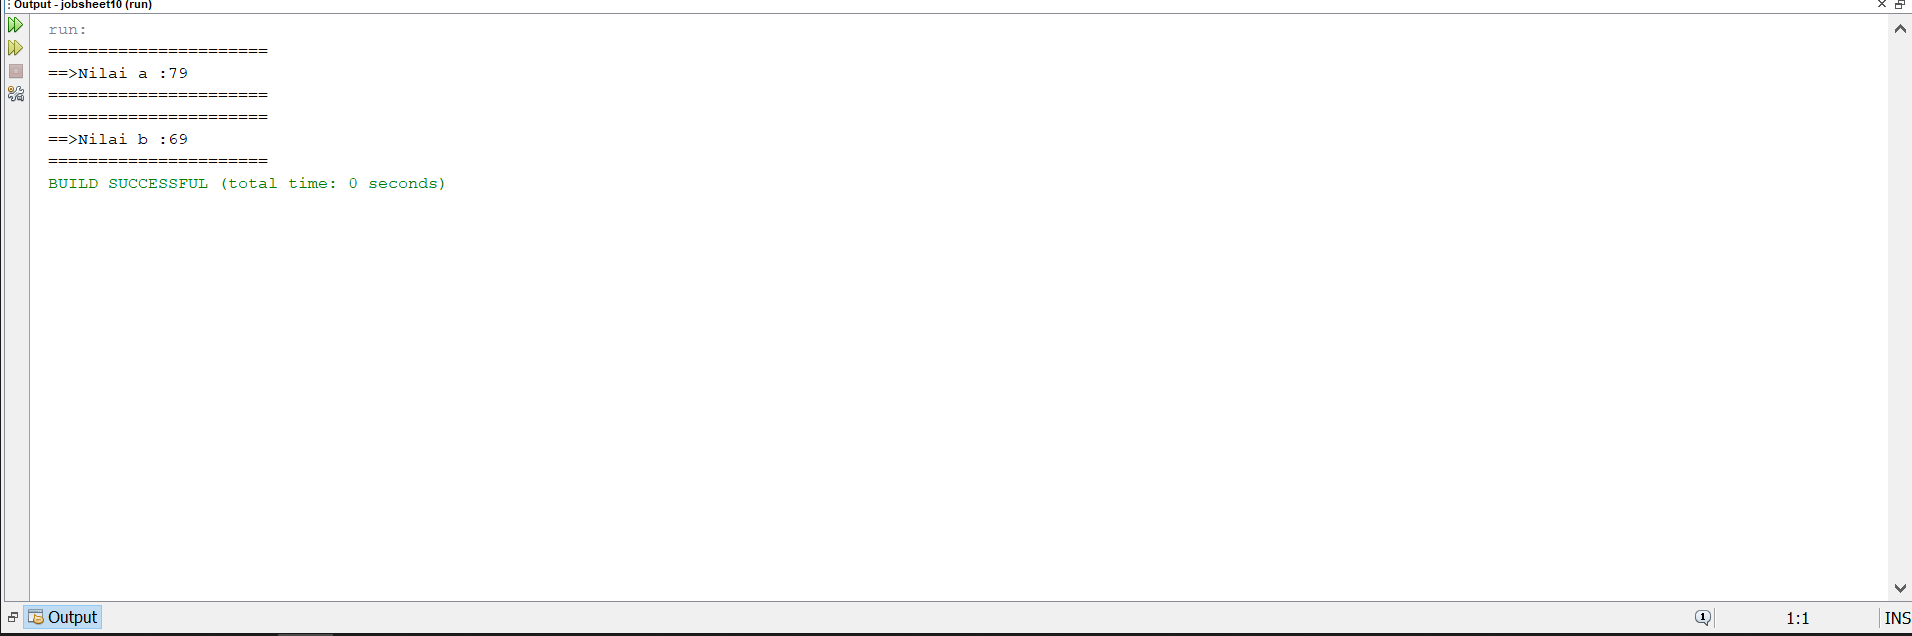 Output - jobsheet10 (run)
run:
======================
==>Nilai a :79
======================
======================
==>Nilai b :69
======================
BUILD SUCCESSFUL (total time: 0 seconds)
Output
1
1:1
INS